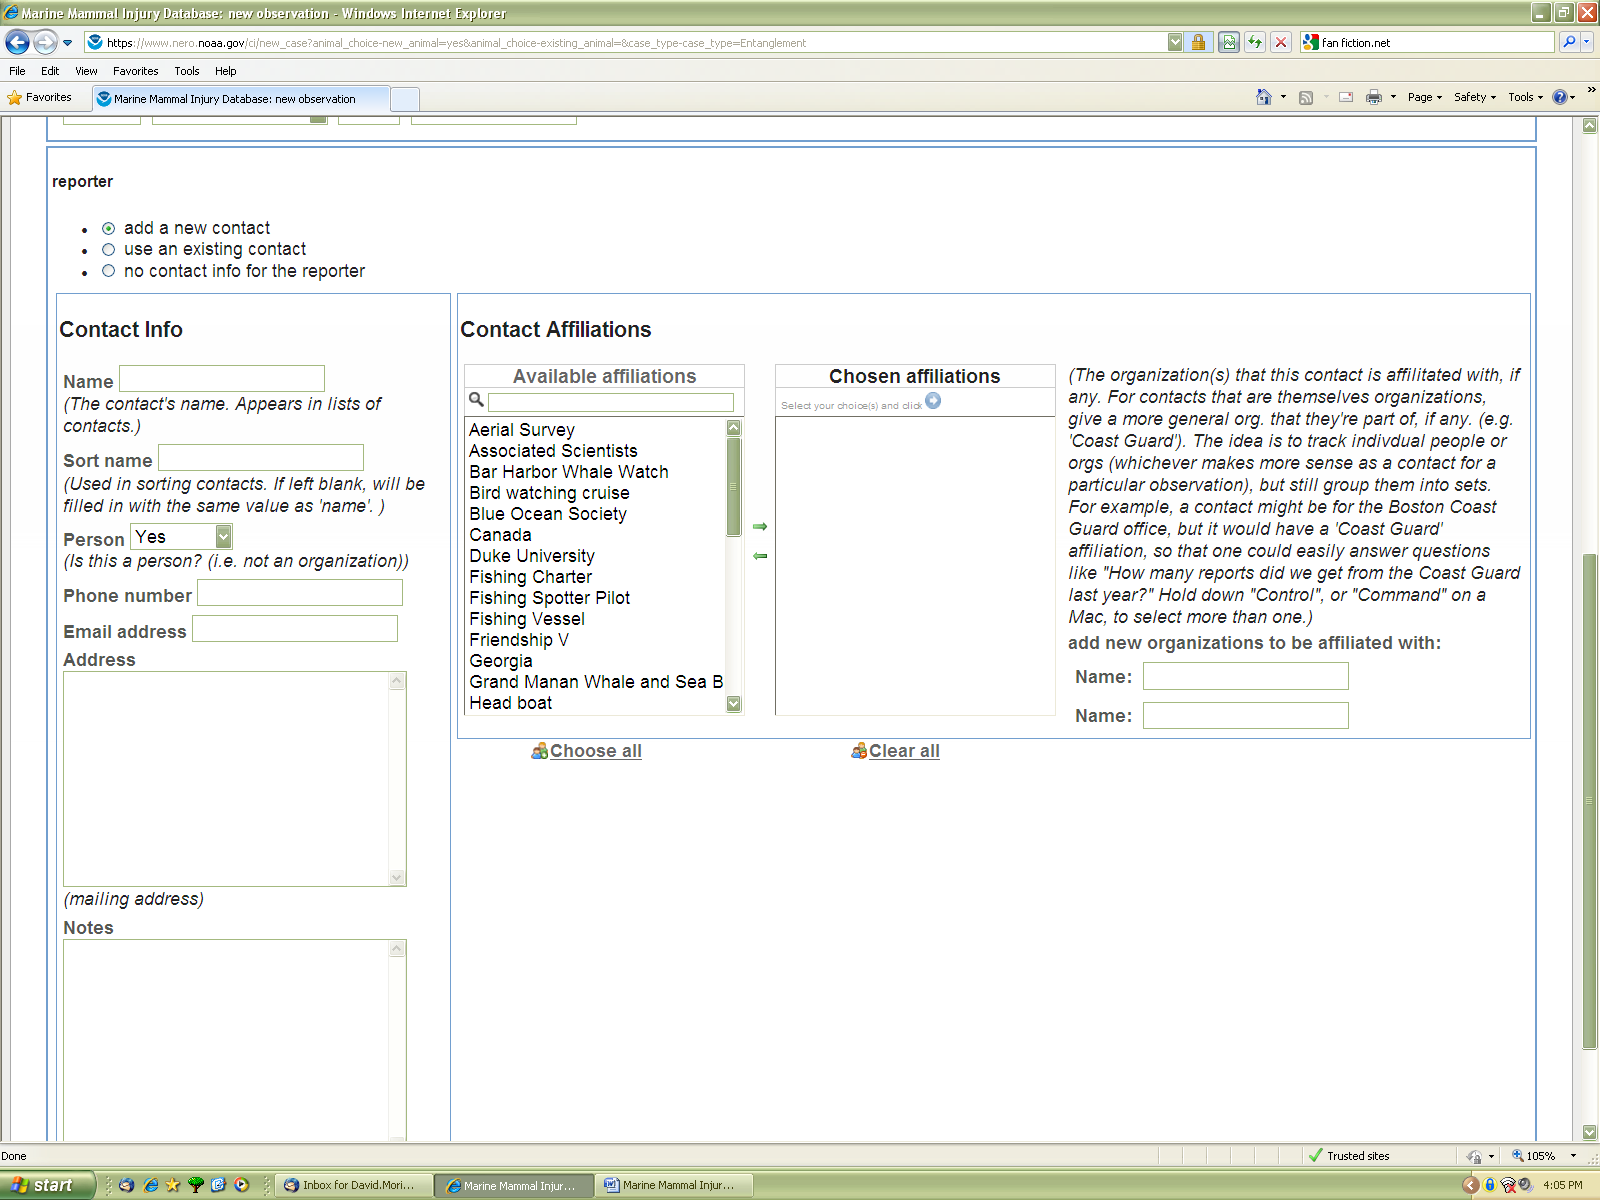 Marine Mammal Injury Database: new observation - Windows Internet Explorer
https://www.nero.noaa.gov/ci/new_case?animal_choice-new_animal=yes&animal_choice-existing_animal=&case_type-case_type=Entanglement
fan fiction.net
File Edit View Favorites Tools Help
Favorites
Marine Mammal Injury Database: new observation
Page Safety Tools
reporter
add a new contact
use an existing contact
no contact info for the reporter
Contact Info
Name
(The contact's name. Appears in lists of
contacts.)
Sort name
(Used in sorting contacts. If left blank, will be
filled in with the same value as 'name'. )
Person Yes
(Is this a person? (i.e. not an organization))
Phone number
Email address
Address
(mailing address)
Notes
Contact Affiliations
Available affiliations
Aerial Survey
Associated Scientists
Bar Harbor Whale Watch
Bird watching cruise
Blue Ocean Society
Canada
Duke University
Fishing Charter
Fishing Spotter Pilot
Fishing Vessel
Friendship V
Georgia
Grand Manan Whale and Sea B
Head boat
Choose all
Chosen affiliations
Select your choice(s) and click
Clear all
(The organization(s) that this contact is affilitated with, if
any. For contacts that are themselves organizations,
give a more general org. that they're part of, if any. (e.g.
'Coast Guard'). The idea is to track indivdual people or
orgs (whichever makes more sense as a contact for a
particular observation), but still group them into sets.
For example, a contact might be for the Boston Coast
Guard office, but it would have a 'Coast Guard'
affiliation, so that one could easily answer questions
like "How many reports did we get from the Coast Guard
last year?" Hold down "Control", or "Command" on a
Mac, to select more than one.)
add new organizations to be affiliated with:
Name:
Name:
Done
Trusted sites
105%
start
Inbox for David.Mori...
Marine Mammal Injur...
Marine Mammal Injur...
4:05 PM